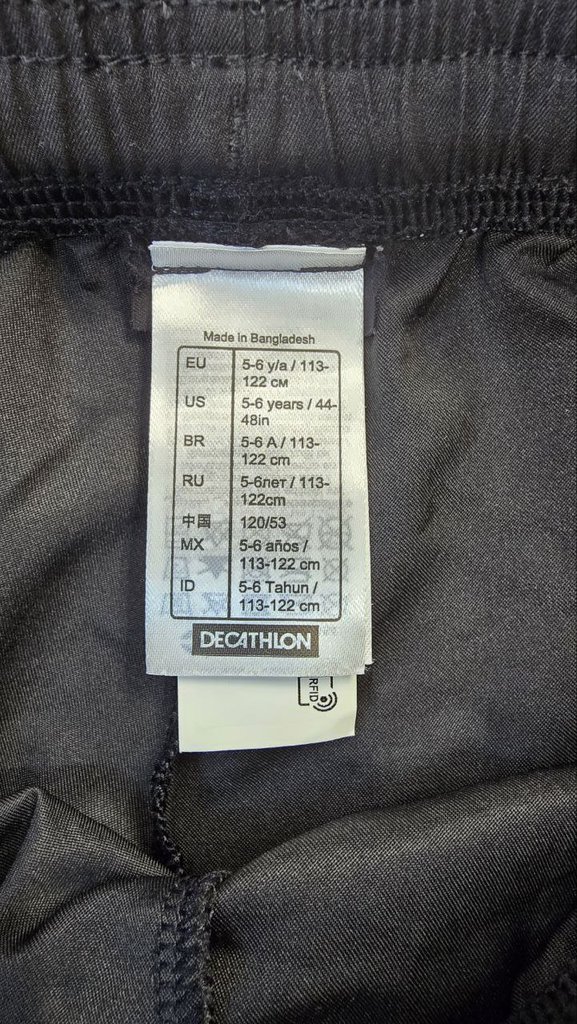 Made in Bangladesh
EU 5-6 y/a / 113-
122 см
US 5-6 years / 44-
48in
BR 5-6 A / 113-
122 cm
RU 5-6лет / 113-
122cm
中国 120/53
MX 5-6 años /
113-122 cm
ID 5-6 Tahun /
113-122 cm
DECATHLON
RFID